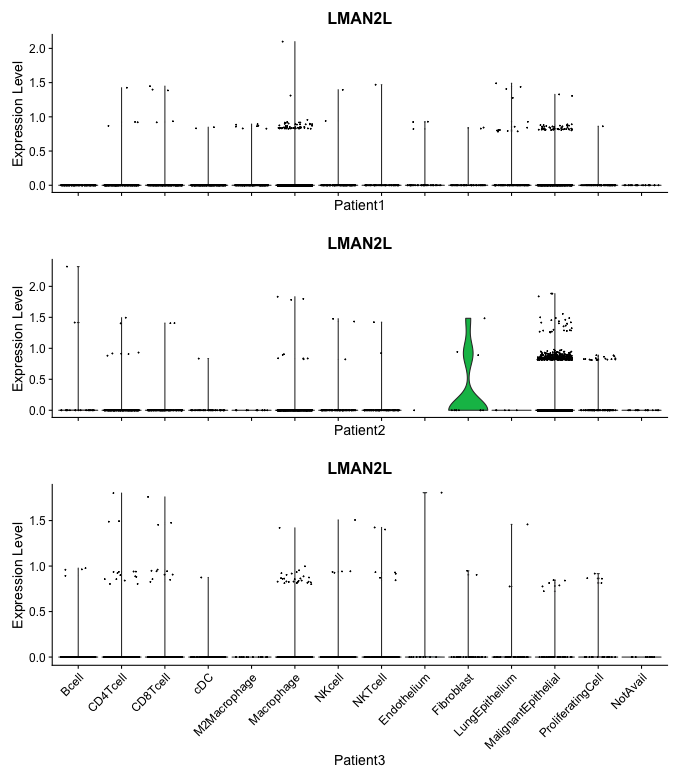 LMAN2L
Expression Level
2.0
1.5
1.0
0.5
0.0
Patient1
LMAN2L
Expression Level
2.0
1.5
1.0
0.5
0.0
Patient2
LMAN2L
Expression Level
1.5
1.0
0.5
0.0
Bcell
CD4Tcell
CD8Tcell
cDC
M2Macrophage
Macrophage
NKcell
NKTcell
Endothelium
Fibroblast
LungEpithelium
MalignantEpithelial
ProliferatingCell
NotAvail
Patient3